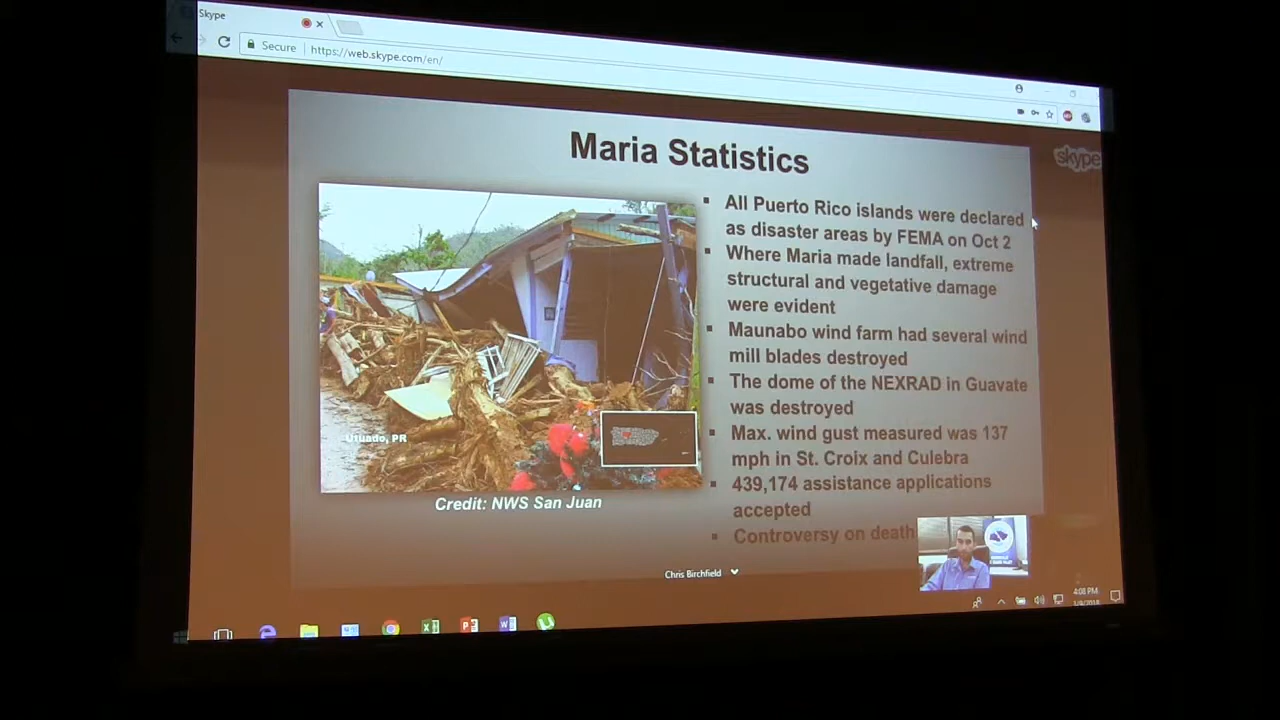 Skype
Secure
https://web.skype.com/en/
skype
Maria Statistics
All Puerto Rico islands were declared
as disaster areas by FEMA on Oct 2
Where Maria made landfall, extreme
structural and vegetative damage
were evident
Maunabo wind farm had several wind
mill blades destroyed
The dome of the NEXRAD in Guavate
was destroyed
Max. wind gust measured was 137
mph in St. Croix and Culebra
439,174 assistance applications
accepted
Controversy on death
Utuado, PR
Credit: NWS San Juan
Chris Birchfield
4:08 PM